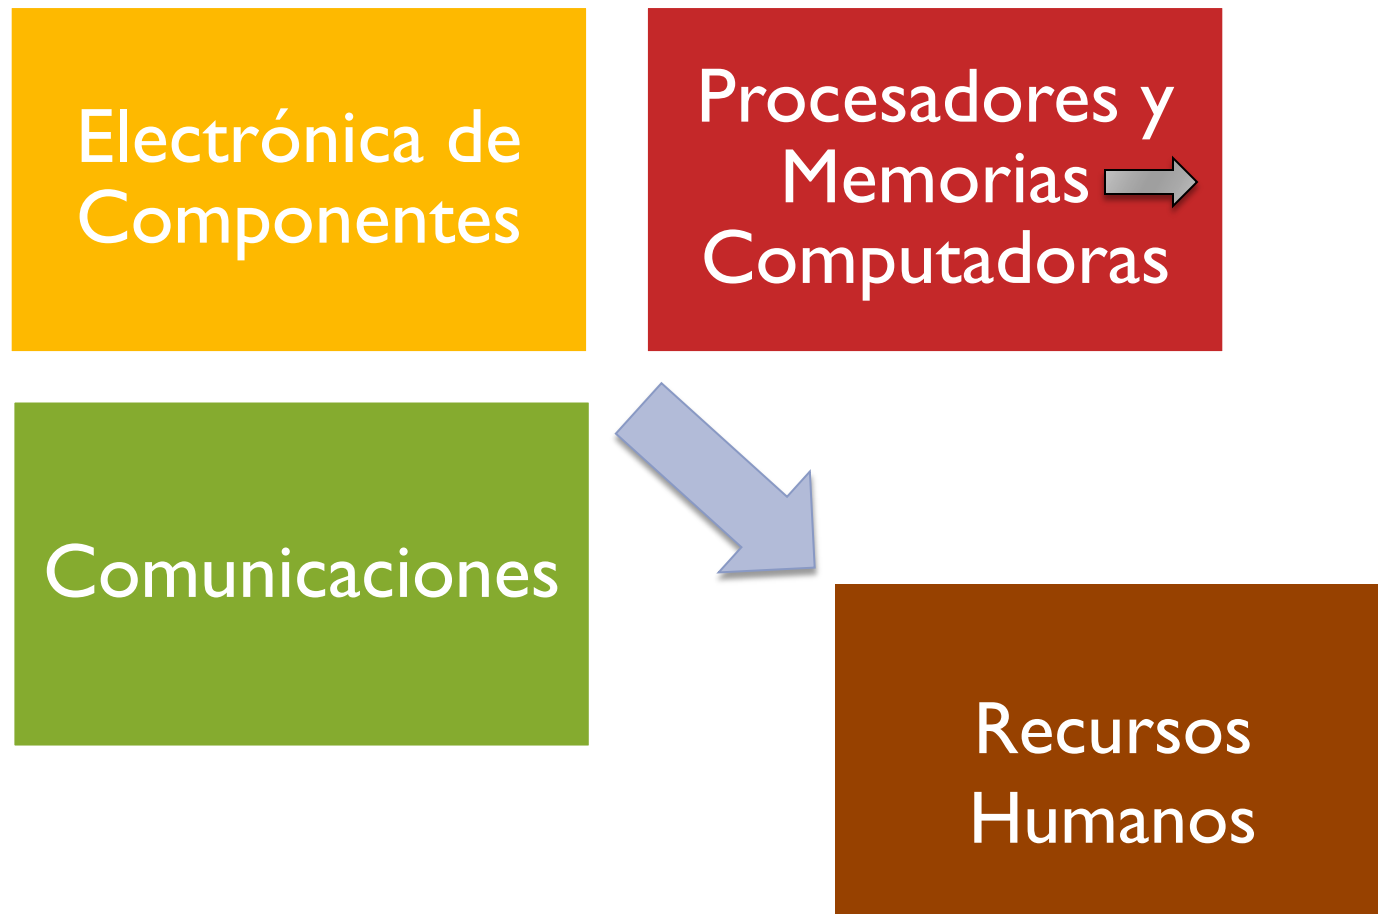 Electrónica de
Componentes
Procesadores y
Memorias
Computadoras
Comunicaciones
Recursos
Humanos